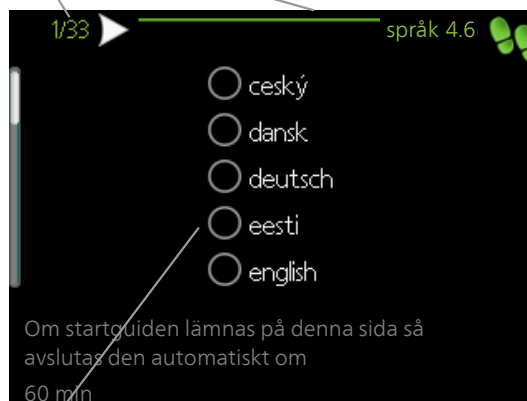 1/33
språk 4.6
ceský
dansk
deutsch
eesti
english
Om startguiden lämnas på denna sida så
avslutas den automatiskt om
60 min